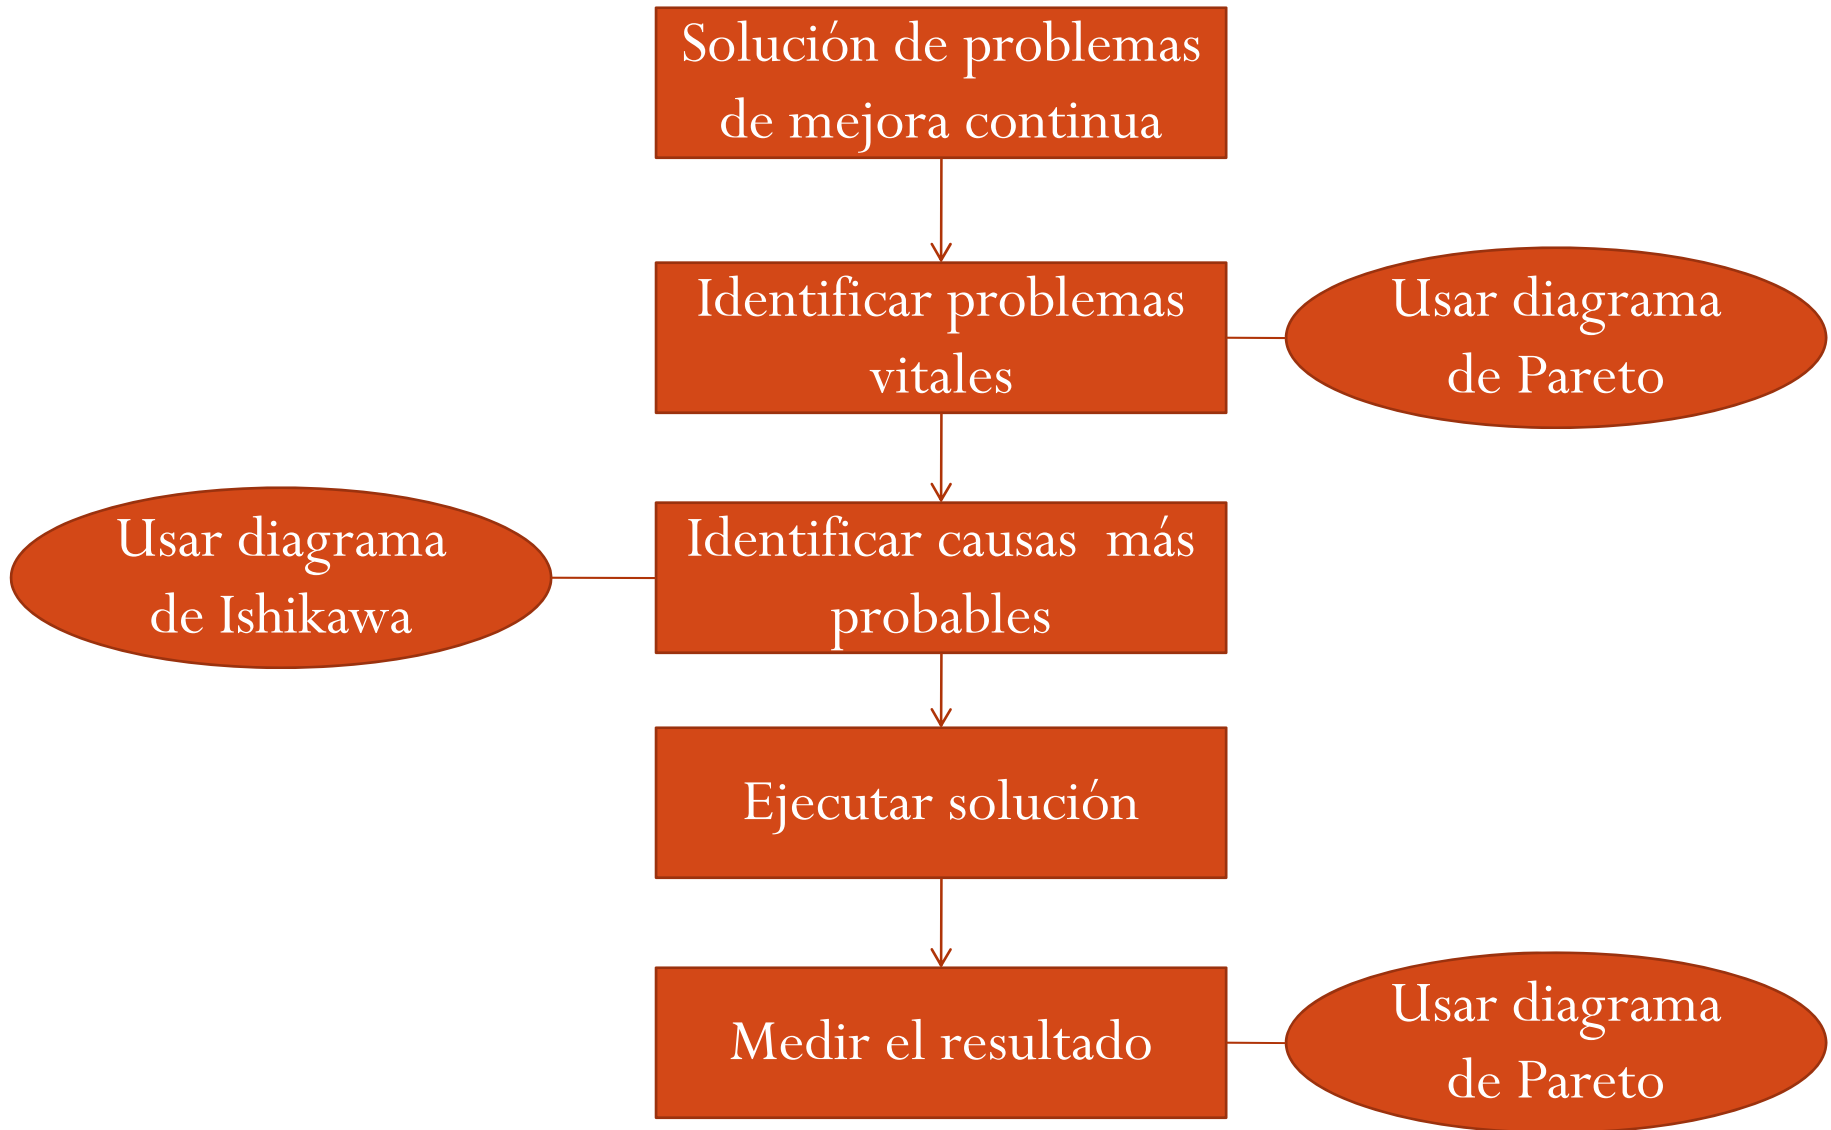 Solución de problemas
de mejora continua
Identificar problemas
vitales
Usar diagrama
de Pareto
Usar diagrama
de Ishikawa
Identificar causas  más
probables
Ejecutar solución
Medir el resultado
Usar diagrama
de Pareto